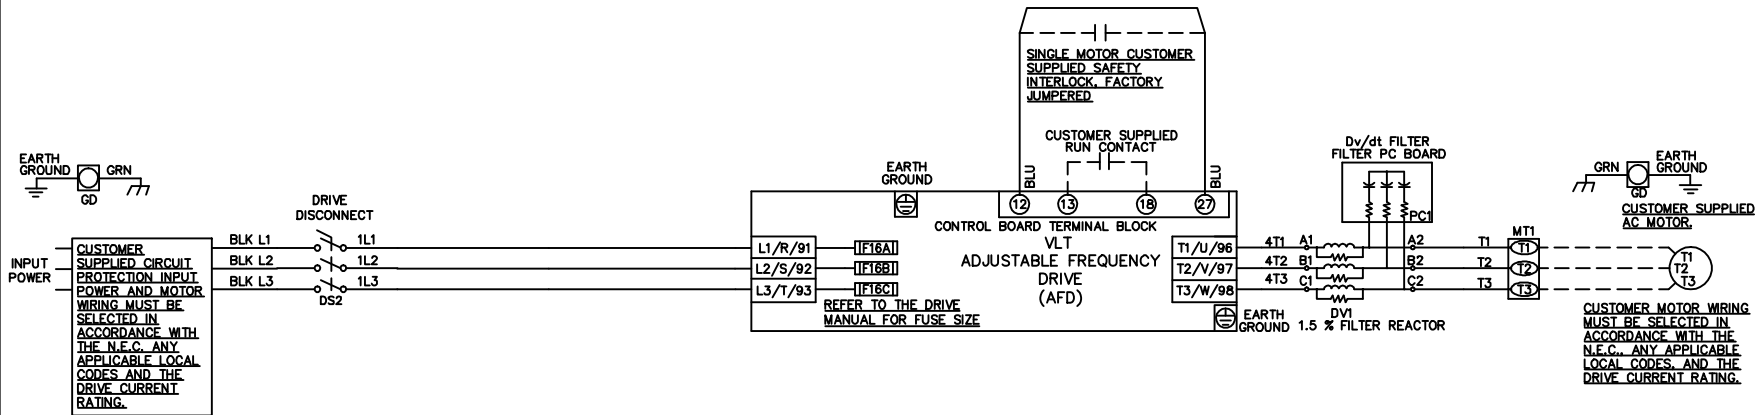 SINGLE MOTOR CUSTOMER
SUPPLIED SAFETY
INTERLOCK, FACTORY
JUMPERED
CUSTOMER SUPPLIED
RUN CONTACT
BLU
BLU
Dv/dt FILTER
FILTER PC BOARD
PC1
EARTH
GROUND
GRN
GD
EARTH
GROUND
GRN
EARTH
GROUND
GD
CUSTOMER SUPPLIED
AC MOTOR.
DRIVE
DISCONNECT
12
13
18
27
CONTROL BOARD TERMINAL BLOCK
VLT
ADJUSTABLE FREQUENCY
DRIVE
(AFD)
INPUT
POWER
CUSTOMER
SUPPLIED CIRCUIT
PROTECTION INPUT
POWER AND MOTOR
WIRING MUST BE
SELECTED IN
ACCORDANCE WITH
THE N.E.C. ANY
APPLICABLE LOCAL
CODES AND THE
DRIVE CURRENT
RATING.
BLK L1
BLK L2
BLK L3
1L1
1L2
1L3
DS2
L1/R/91
L2/S/92
L3/T/93
F16A
F16B
F16C
REFER TO THE DRIVE
MANUAL FOR FUSE SIZE
T1/U/96
T2/V/97
T3/W/98
EARTH
GROUND
4T1
4T2
4T3
A1
B1
C1
A2
B2
C2
DV1
1.5 % FILTER REACTOR
T1
T2
T3
MT1
T1
T2
T3
T1
T2
T3
CUSTOMER MOTOR WIRING
MUST BE SELECTED IN
ACCORDANCE WITH THE
N.E.C., ANY APPLICABLE
LOCAL CODES, AND THE
DRIVE CURRENT RATING.